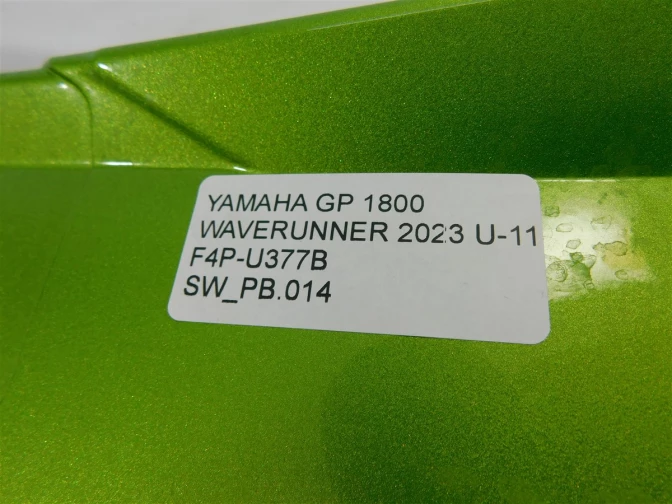 YAMAHA GP 1800
WAVERUNNER 2023 U-11
F4P-U377B
SW_PB.014